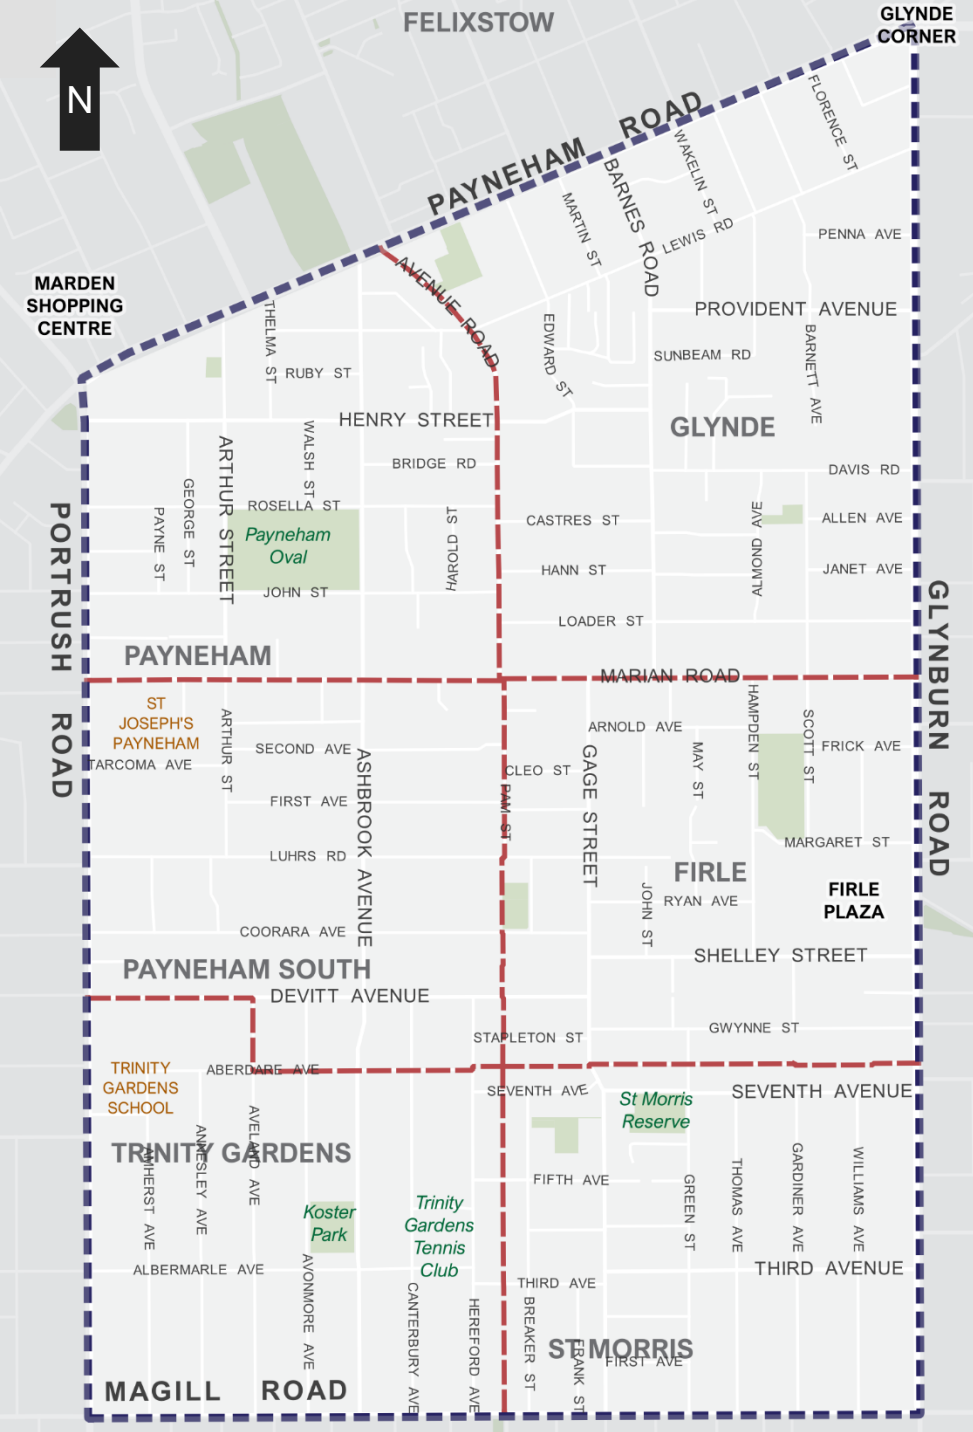 FELIXSTOW
GLYNDE
CORNER
N
PAYNEHAM ROAD
FLORENCE ST
WAKELIN ST
BARNES ROAD
MARTIN ST
LEWIS RD
PENNA AVE
MARDEN
SHOPPING
CENTRE
AVENUE ROAD
THELMA ST
PROVIDENT AVENUE
EDWARD ST
SUNBEAM RD
BARNETT AVE
RUBY ST
HENRY STREET
GLYNDE
WALSH ST
ARTHUR STREET
BRIDGE RD
DAVIS RD
GEORGE ST
PAYNE ST
ROSELLA ST
HAROLD ST
CASTRES ST
ALMOND AVE
ALLEN AVE
Payneham
Oval
HANN ST
JANET AVE
JOHN ST
LOADER ST
PORTRUSH ROAD
GLYNBURN ROAD
PAYNEHAM
MARIAN ROAD
ST
JOSEPH'S
PAYNEHAM
TARCOMA AVE
ARTHUR ST
SECOND AVE
ASHBROOK AVENUE
ARNOLD AVE
HAMPDEN ST
SCOTT ST
FRICK AVE
GAGE STREET
MAY ST
CLEO ST
PAM ST
FIRST AVE
LUHRS RD
MARGARET ST
FIRLE
JOHN ST
RYAN AVE
FIRLE
PLAZA
COORARA AVE
SHELLEY STREET
PAYNEHAM SOUTH
DEVITT AVENUE
STAPLETON ST
GWYNNE ST
TRINITY
GARDENS
SCHOOL
ABERDARE AVE
SEVENTH AVE
SEVENTH AVENUE
St Morris
Reserve
AVELAND AVE
ANNESLEY AVE
AMHERST AVE
TRINITY GARDENS
FIFTH AVE
GREEN ST
THOMAS AVE
GARDINER AVE
WILLIAMS AVE
Koster
Park
Trinity
Gardens
Tennis
Club
ALBERMARLE AVE
AVONMORE AVE
CANTERBURY AVE
HEREFORD AVE
THIRD AVE
THIRD AVENUE
BREAKER ST
FRANK ST
ST MORRIS
FIRST AVE
MAGILL ROAD